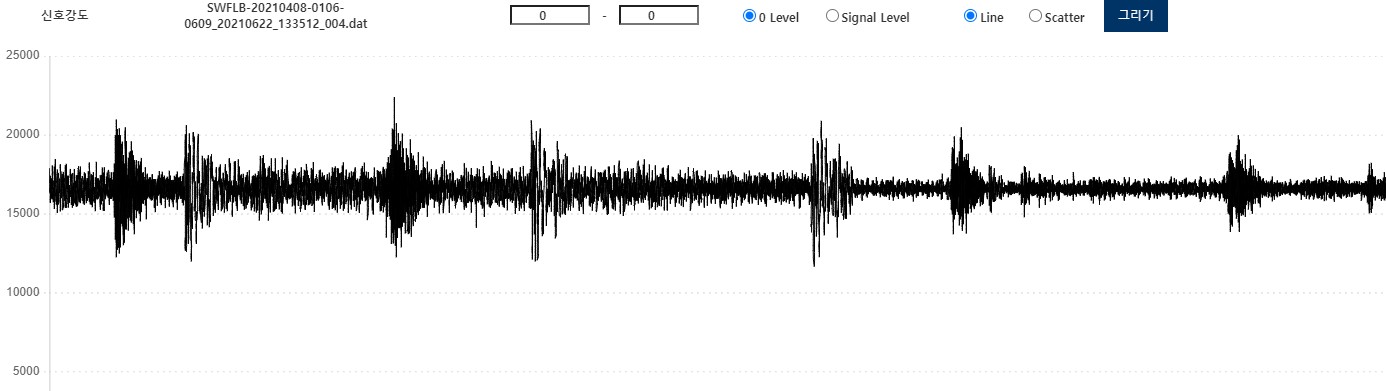 신호강도
SWFLB-20210408-0106-
0609_20210622_133512_004.dat
0 - 0
0 Level Signal Level
Line Scatter
그리기
25000
20000
15000
10000
5000